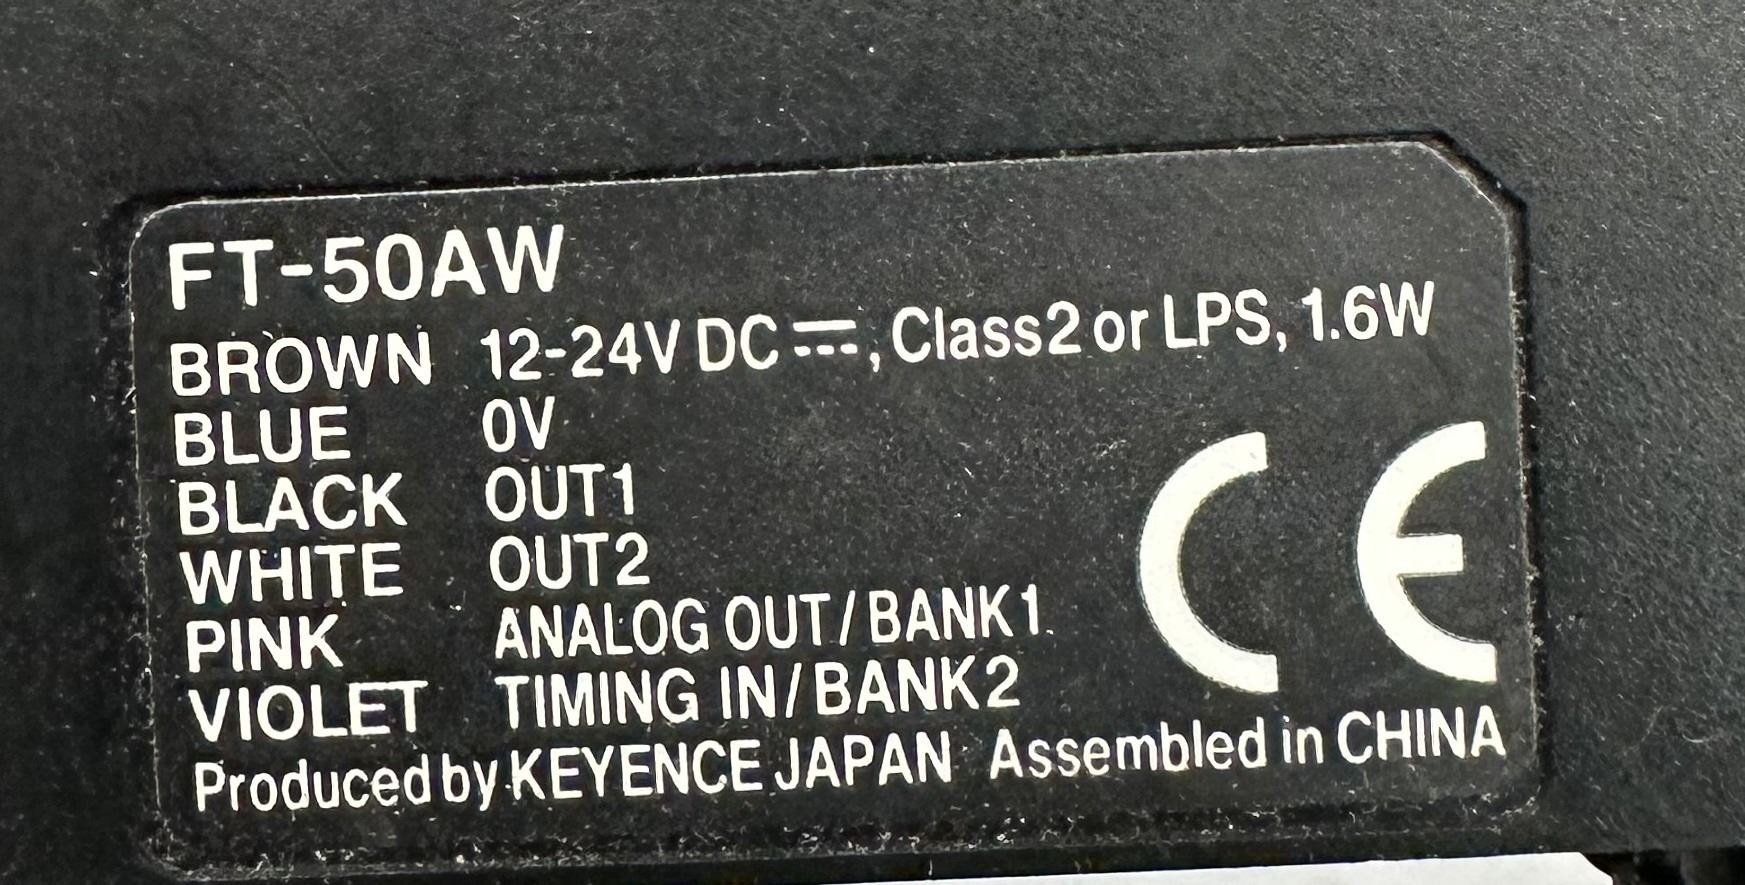 FT-50AW
BROWN 12-24V DC⎓, Class2 or LPS, 1.6W
BLUE 0V
BLACK OUT1
WHITE OUT2
PINK ANALOG OUT/BANK1
VIOLET TIMING IN/BANK2
Produced by KEYENCE JAPAN Assembled in CHINA
CE